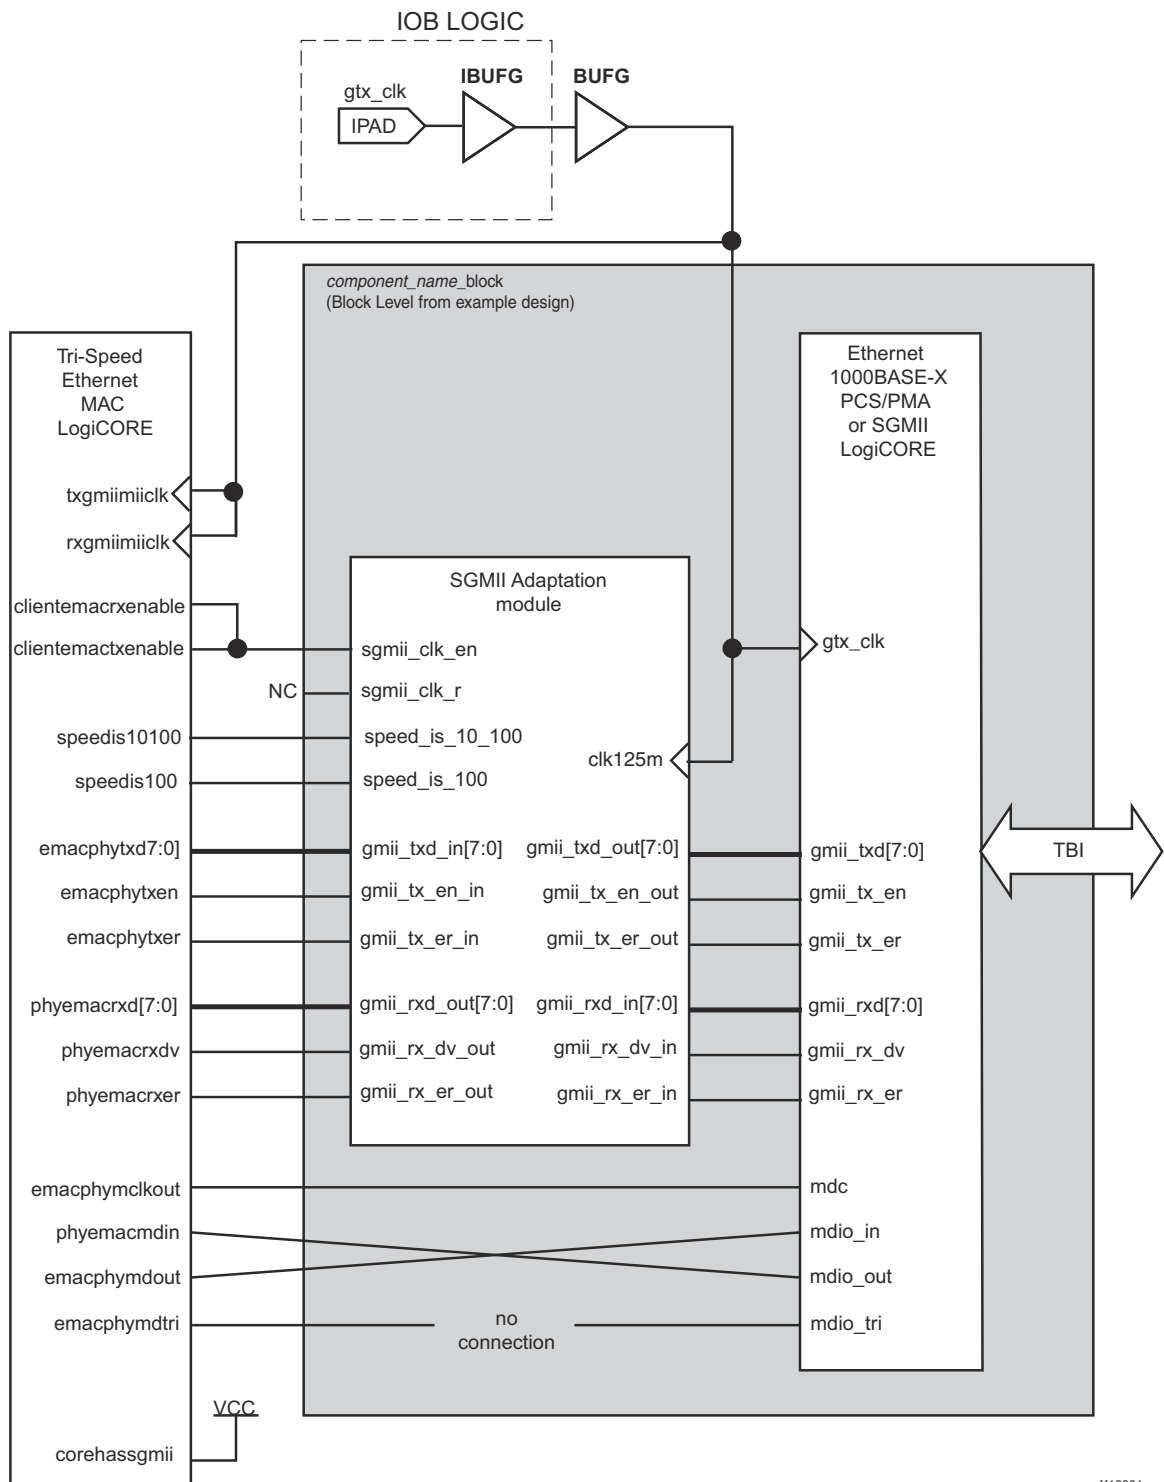 IOB LOGIC
IBUFG
BUFG
gtx_clk
IPAD
component_name_block
(Block Level from example design)
Tri-Speed
Ethernet
MAC
LogiCORE
Ethernet
1000BASE-X
PCS/PMA
or SGMII
LogiCORE
txgmiimiiclk
rxgmiimiiclk
clientemacrxenable
clientemactxenable
NC
speedis10100
speedis100
emacphytxd7:0]
emacphytxen
emacphytxer
phyemacrxd[7:0]
phyemacrxdv
phyemacrxer
emacphymclkout
phyemacmdin
emacphymdout
emacphymdtri
VCC
corehassgmii
SGMII Adaptation
module
sgmii_clk_en
sgmii_clk_r
speed_is_10_100
speed_is_100
clk125m
gmii_txd_in[7:0]
gmii_tx_en_in
gmii_tx_er_in
gmii_rxd_out[7:0]
gmii_rx_dv_out
gmii_rx_er_out
gmii_txd_out[7:0]
gmii_tx_en_out
gmii_tx_er_out
gmii_rxd_in[7:0]
gmii_rx_dv_in
gmii_rx_er_in
gtx_clk
gmii_txd[7:0]
gmii_tx_en
gmii_tx_er
gmii_rxd[7:0]
gmii_rx_dv
gmii_rx_er
mdc
mdio_in
mdio_out
mdio_tri
no
connection
TBI